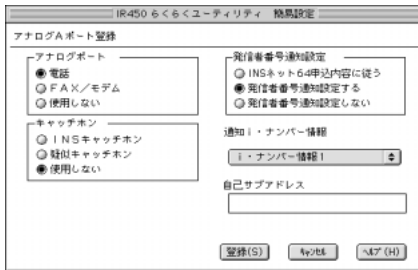 IR450 らくらくユーティリティ 簡易設定
アナログAポート登録
アナログポート
電話
FAX/モデム
使用しない
キャッチホン
INSキャッチホン
疑似キャッチホン
使用しない
発信者番号通知設定
INSネット64申込内容に従う
発信者番号通知設定する
発信者番号通知設定しない
通知i・ナンバー情報
i・ナンバー情報1
自己サブアドレス
登録(S)
キャンセル
ヘルプ(H)